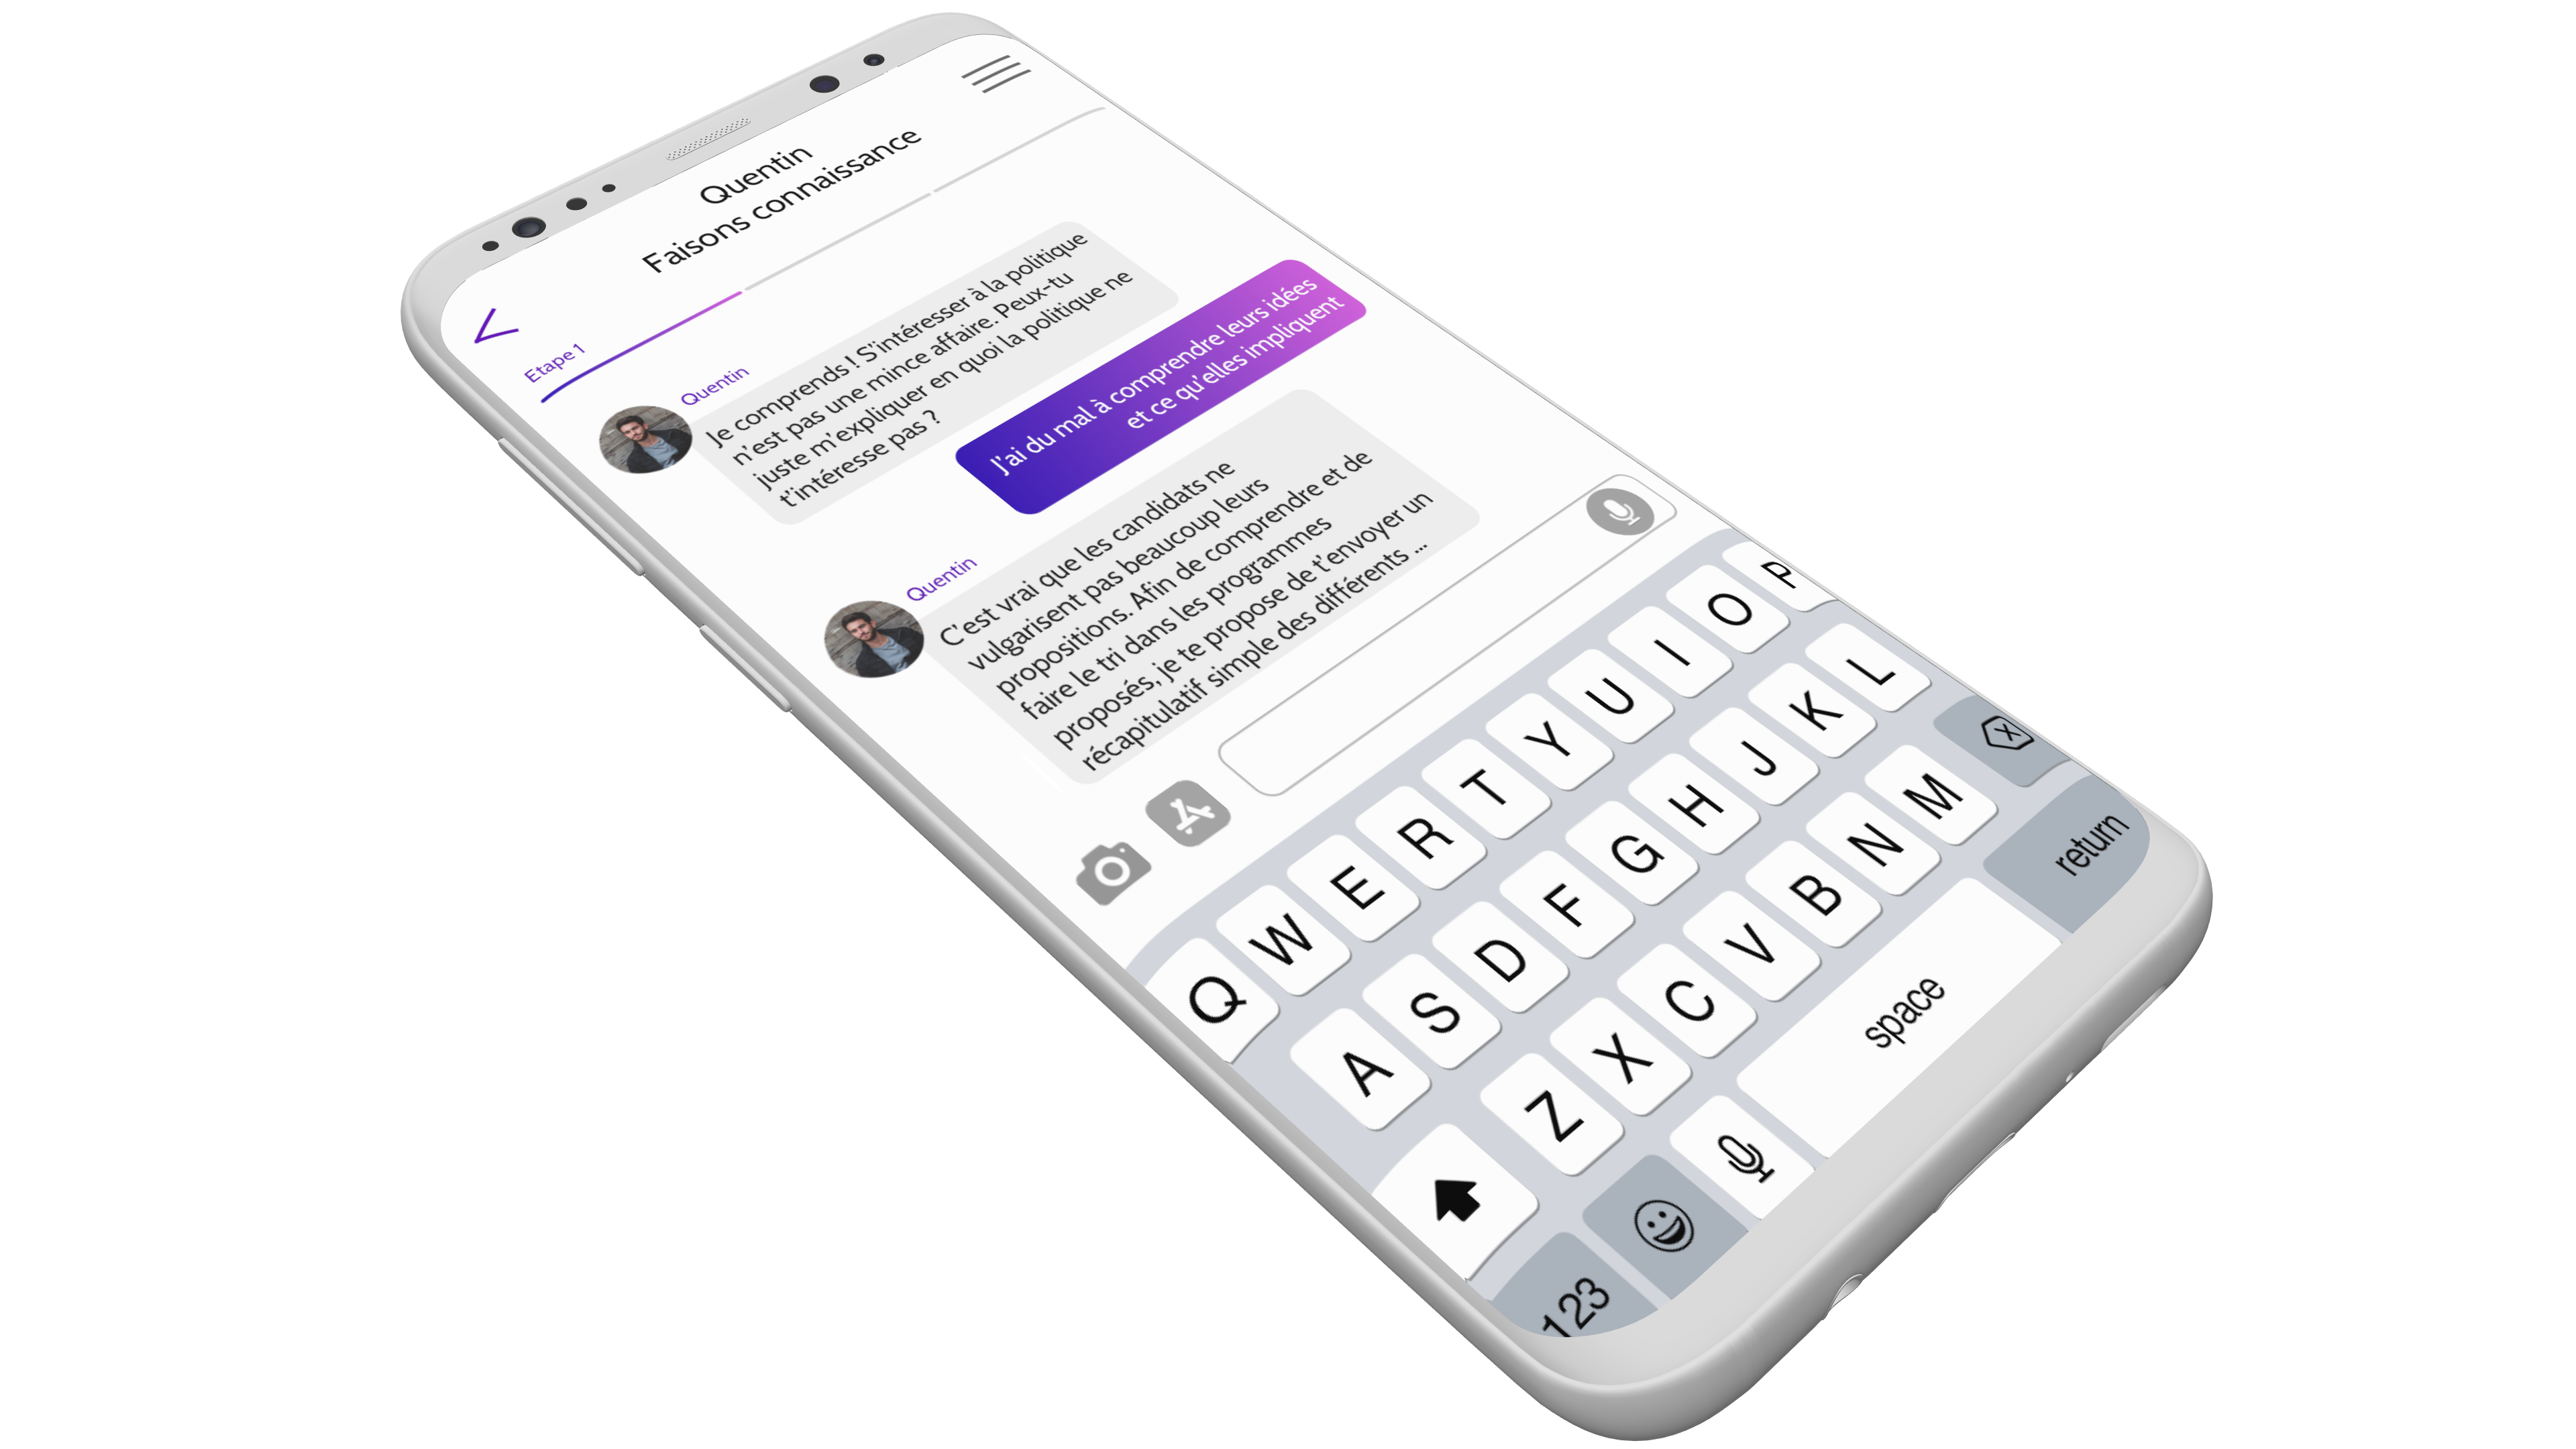 Quentin
Faisons connaissance
Etape 1
Quentin
Je comprends ! S'intéresser à la politique
n'est pas une mince affaire. Peux-tu
juste m'expliquer en quoi la politique ne
t'intéresse pas ?
J'ai du mal à comprendre leurs idées
et ce qu'elles impliquent
Quentin
C'est vrai que les candidats ne
vulgarisent pas beaucoup leurs
propositions. Afin de comprendre et de
faire le tri dans les programmes
proposés, je te propose de t'envoyer un
récapitulatif simple des différents ...
Q W E R T Y U I O P
A S D F G H J K L
Z X C V B N M
123 space return